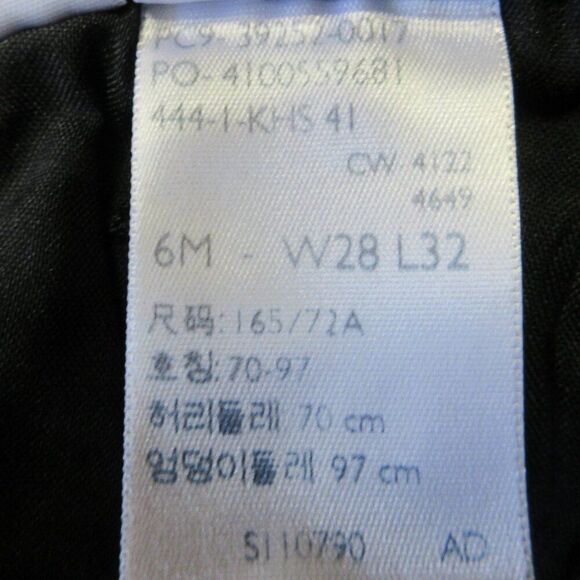 PC9- 39252-0017
PO- 4100559681
444-1-KHS 41
CW- 4122
4649
6M - W28 L32
尺码:165/72A
호칭:70-97
허리둘레 70 cm
엉덩이둘레 97 cm
S110790 AD